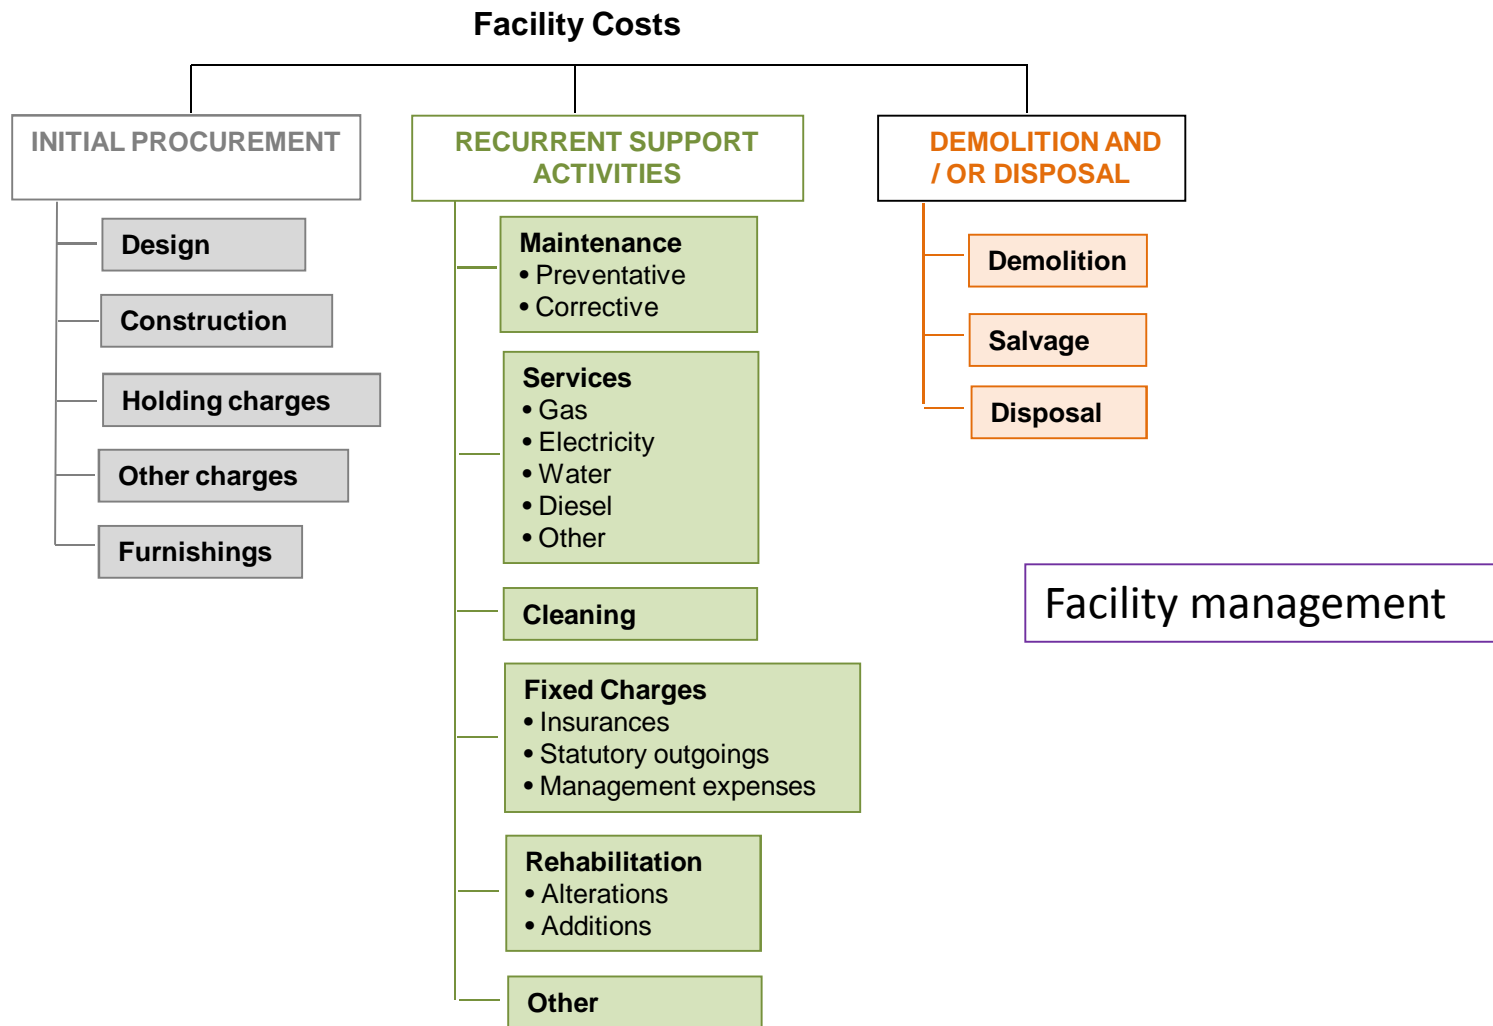 Facility Costs
INITIAL PROCUREMENT
Design
Construction
Holding charges
Other charges
Furnishings
RECURRENT SUPPORT
ACTIVITIES
Maintenance
• Preventative
• Corrective
Services
• Gas
• Electricity
• Water
• Diesel
• Other
Cleaning
Fixed Charges
• Insurances
• Statutory outgoings
• Management expenses
Rehabilitation
• Alterations
• Additions
Other
DEMOLITION AND
/ OR DISPOSAL
Demolition
Salvage
Disposal
Facility management